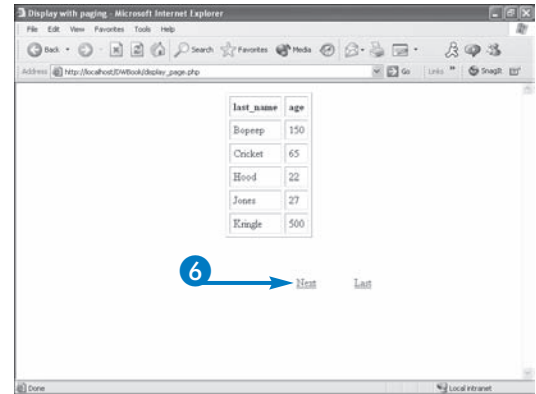 Display with paging - Microsoft Internet Explorer
File Edit View Favorites Tools Help
Back Search Favorites Media
Address http://localhost/DWBook/display_page.php Go Links SnagIt
last_name age
Bopeep 150
Cricket 65
Hood 22
Jones 27
Kringle 500
6 Next Last
Done Local intranet